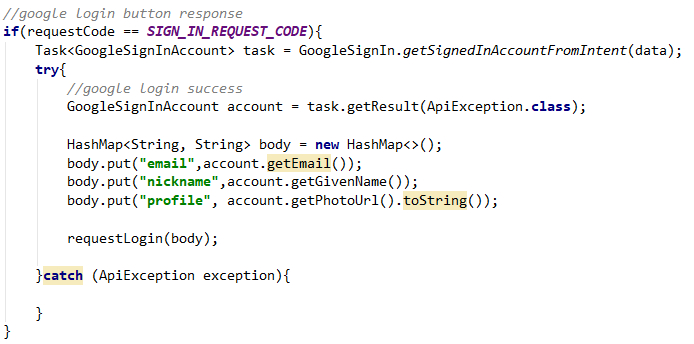 //google login button response
if(requestCode == SIGN_IN_REQUEST_CODE){
    Task<GoogleSignInAccount> task = GoogleSignIn.getSignedInAccountFromIntent(data);
    try{
        //google login success
        GoogleSignInAccount account = task.getResult(ApiException.class);
        HashMap<String, String> body = new HashMap<>();
        body.put("email",account.getEmail());
        body.put("nickname",account.getGivenName());
        body.put("profile", account.getPhotoUrl().toString());
        requestLogin(body);
    }catch (ApiException exception){
    }
}